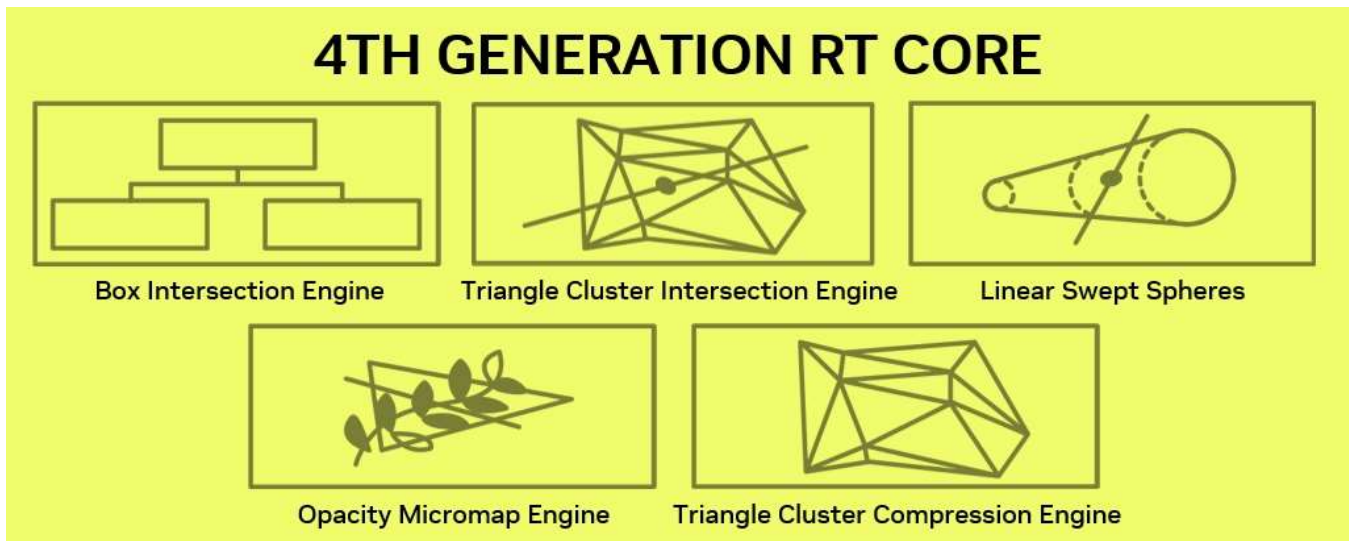 4TH GENERATION RT CORE
Box Intersection Engine
Triangle Cluster Intersection Engine
Linear Swept Spheres
Opacity Micromap Engine
Triangle Cluster Compression Engine